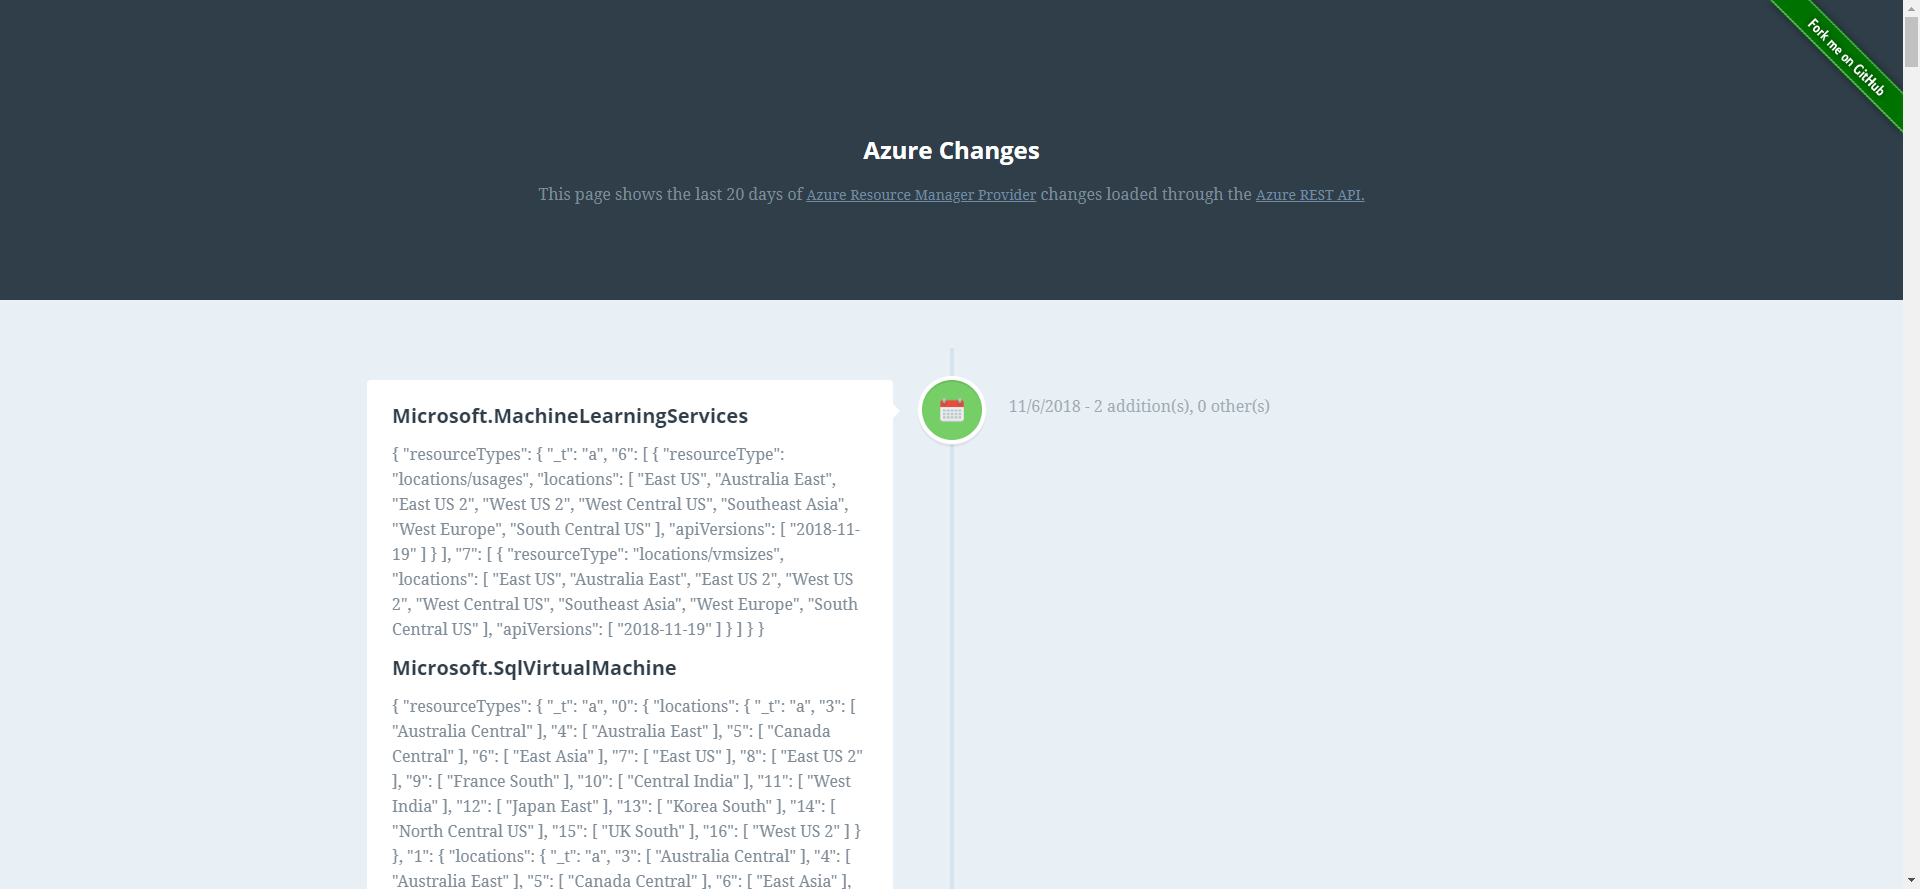 Fork me on GitHub
Azure Changes
This page shows the last 20 days of Azure Resource Manager Provider changes loaded through the Azure REST API.
11/6/2018 - 2 addition(s), 0 other(s)
Microsoft.MachineLearningServices
{ "resourceTypes": { "_t": "a", "6": [ { "resourceType":
"locations/usages", "locations": [ "East US", "Australia East",
"East US 2", "West US 2", "West Central US", "Southeast Asia",
"West Europe", "South Central US" ], "apiVersions": [ "2018-11-
19" ] } ], "7": [ { "resourceType": "locations/vmsizes",
"locations": [ "East US", "Australia East", "East US 2", "West US
2", "West Central US", "Southeast Asia", "West Europe", "South
Central US" ], "apiVersions": [ "2018-11-19" ] } ] } }
Microsoft.SqlVirtualMachine
{ "resourceTypes": { "_t": "a", "0": { "locations": { "_t": "a", "3": [
"Australia Central" ], "4": [ "Australia East" ], "5": [ "Canada
Central" ], "6": [ "East Asia" ], "7": [ "East US" ], "8": [ "East US 2"
], "9": [ "France South" ], "10": [ "Central India" ], "11": [ "West
India" ], "12": [ "Japan East" ], "13": [ "Korea South" ], "14": [
"North Central US" ], "15": [ "UK South" ], "16": [ "West US 2" ] }
}, "1": { "locations": { "_t": "a", "3": [ "Australia Central" ], "4": [
"Australia East" ], "5": [ "Canada Central" ], "6": [ "East Asia" ],